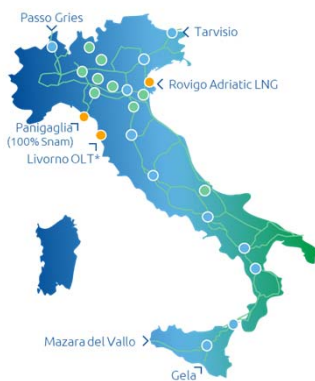 Passo Gries
Tarvisio
Rovigo Adriatic LNG
Panigaglia
(100% Snam)
Livorno OLT*
Mazara del Vallo
Gela